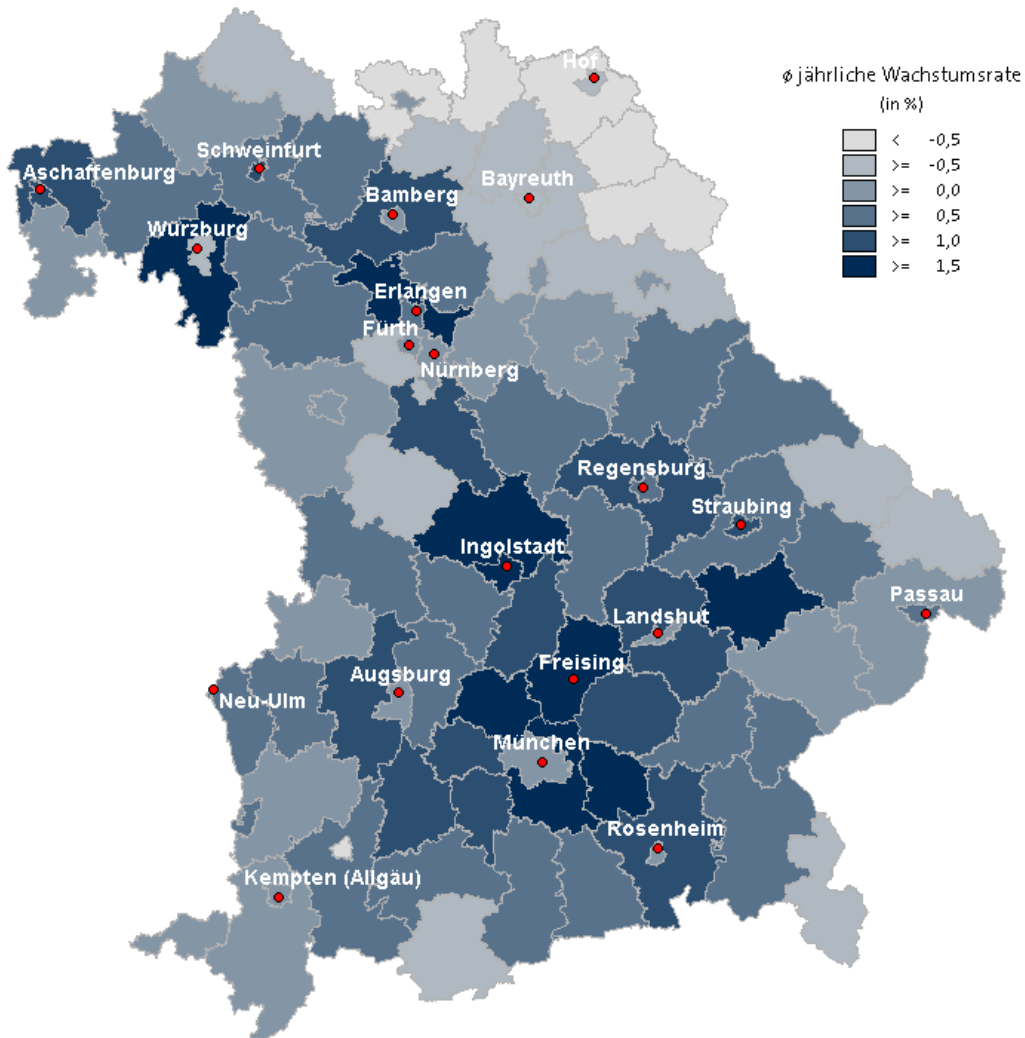 Hof
ø jährliche Wachstumsrate
(in %)
< -0,5
>= -0,5
>= 0,0
>= 0,5
>= 1,0
>= 1,5
Schweinfurt
Aschaffenburg
Bayreuth
Bamberg
Würzburg
Erlangen
Fürth
Nürnberg
Regensburg
Straubing
Ingolstadt
Passau
Landshut
Freising
Augsburg
Neu-Ulm
München
Rosenheim
Kempten (Allgäu)